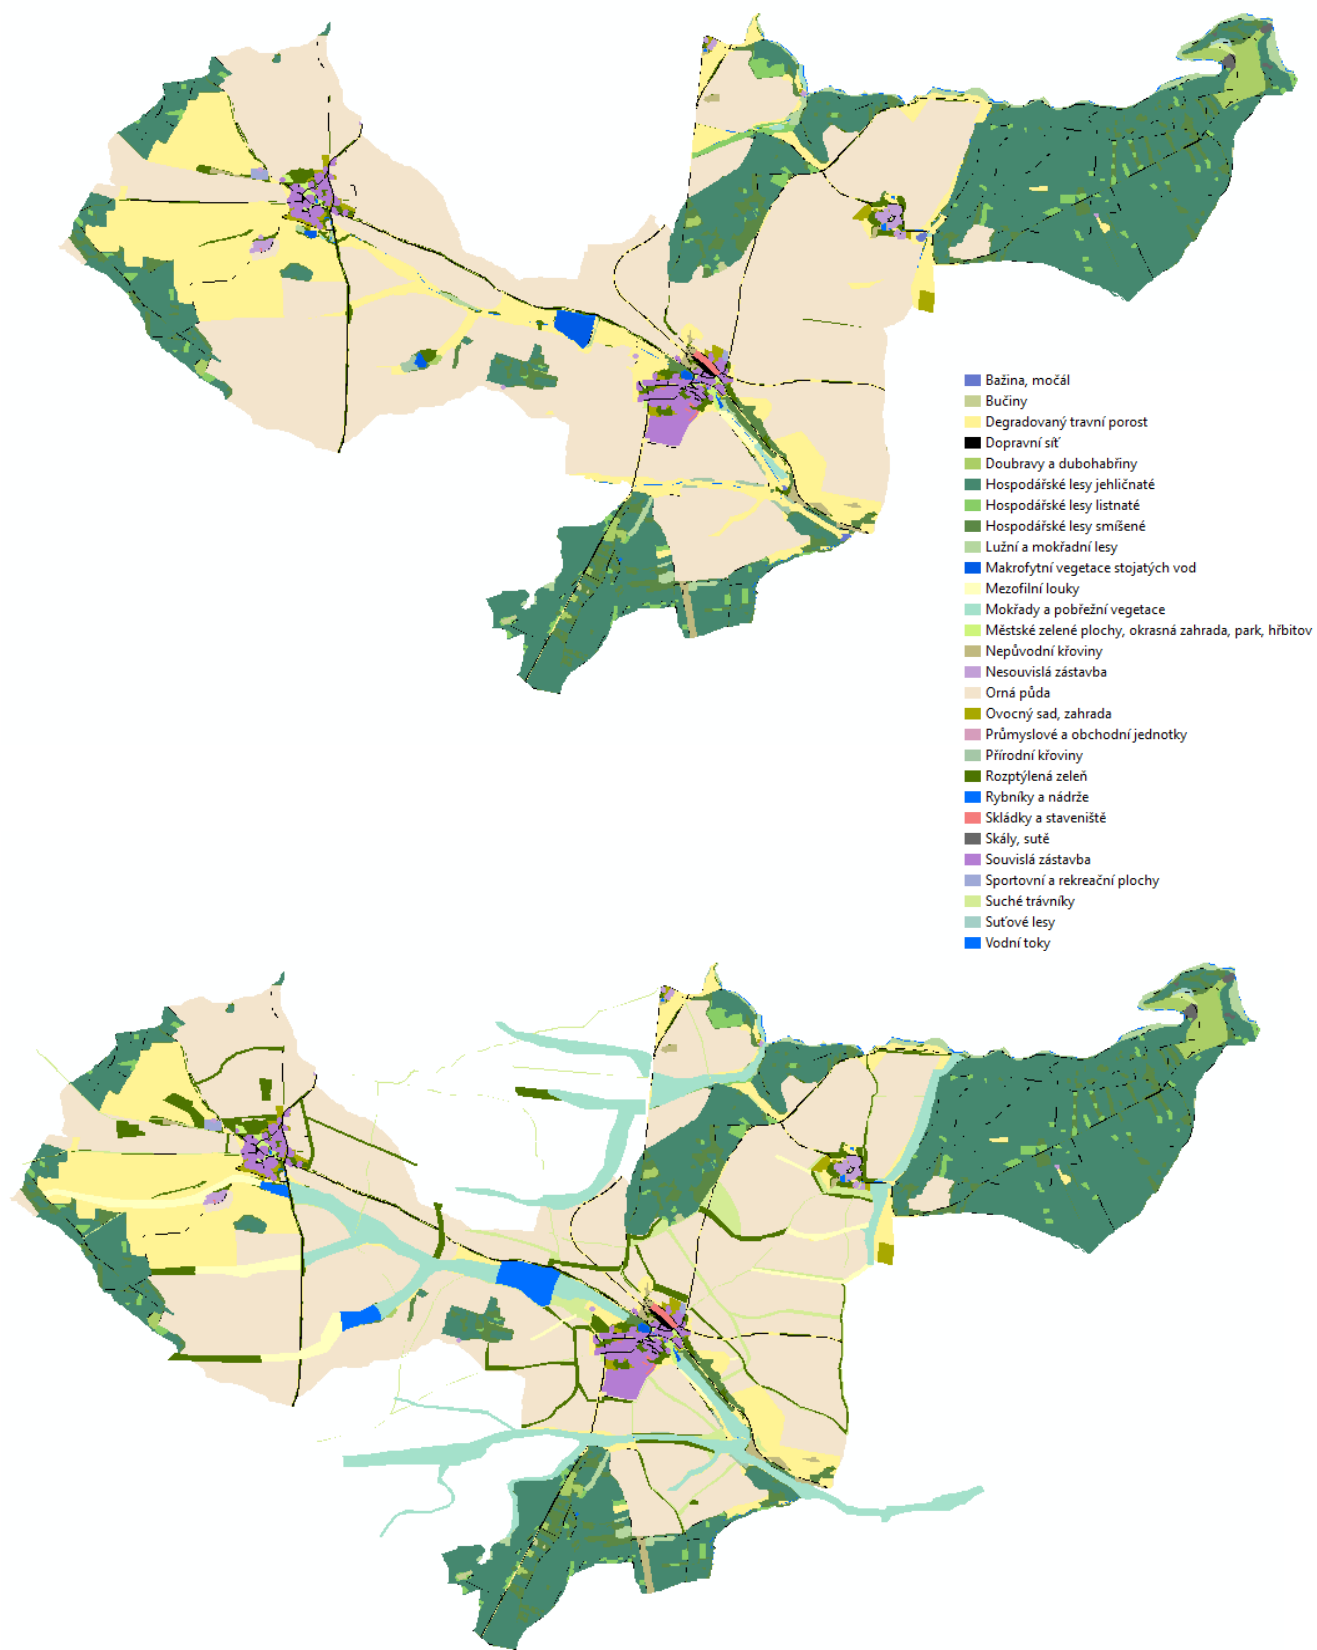 Bažina, močál
Bučiny
Degradovaný travní porost
Dopravní síť
Doubravy a dubohabřiny
Hospodářské lesy jehličnaté
Hospodářské lesy listnaté
Hospodářské lesy smíšené
Lužní a mokřadní lesy
Makrofytní vegetace stojatých vod
Mezofilní louky
Mokřady a pobřežní vegetace
Městské zelené plochy, okrasná zahrada, park, hřbitov
Nepůvodní křoviny
Nesouvislá zástavba
Orná půda
Ovocný sad, zahrada
Průmyslové a obchodní jednotky
Přírodní křoviny
Rozptýlená zeleň
Rybníky a nádrže
Skládky a staveniště
Skály, sutě
Souvislá zástavba
Sportovní a rekreační plochy
Suché trávníky
Suťové lesy
Vodní toky